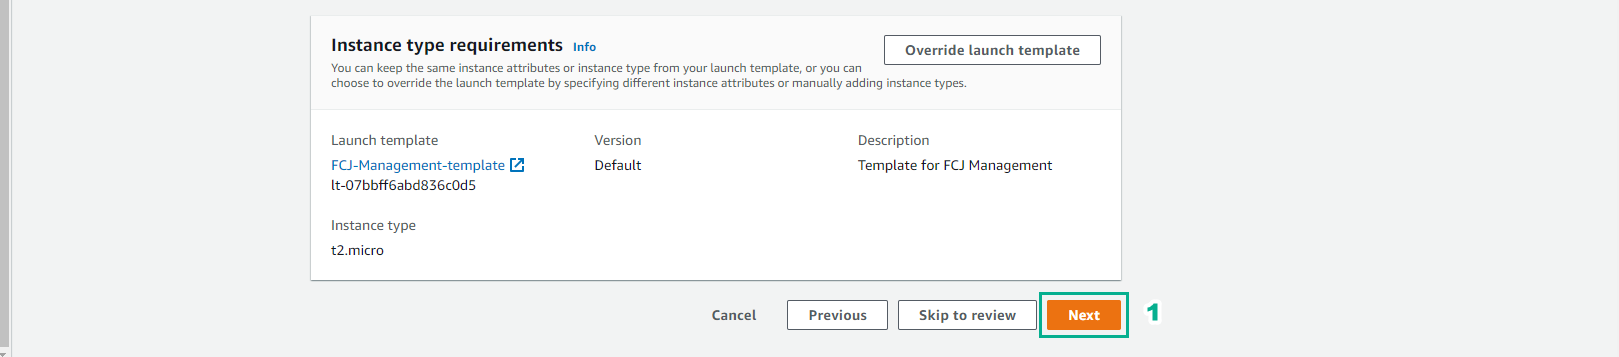 Instance type requirements Info
Override launch template
You can keep the same instance attributes or instance type from your launch template, or you can
choose to override the launch template by specifying different instance attributes or manually adding instance types.
Launch template
Version
Description
FCJ-Management-template
Default
Template for FCJ Management
lt-07bbff6abd836c0d5
Instance type
t2.micro
Cancel
Previous
Skip to review
Next
1